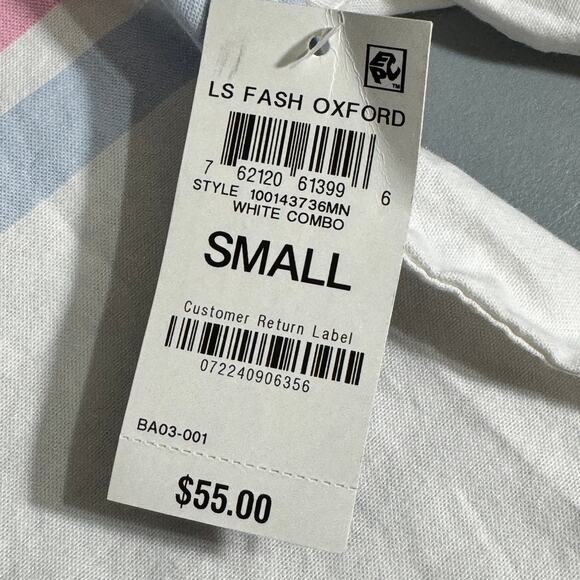 LS FASH OXFORD
7 62120 61399 6
STYLE 100143736MN
WHITE COMBO
SMALL
Customer Return Label
072240906356
BA03-001
$55.00